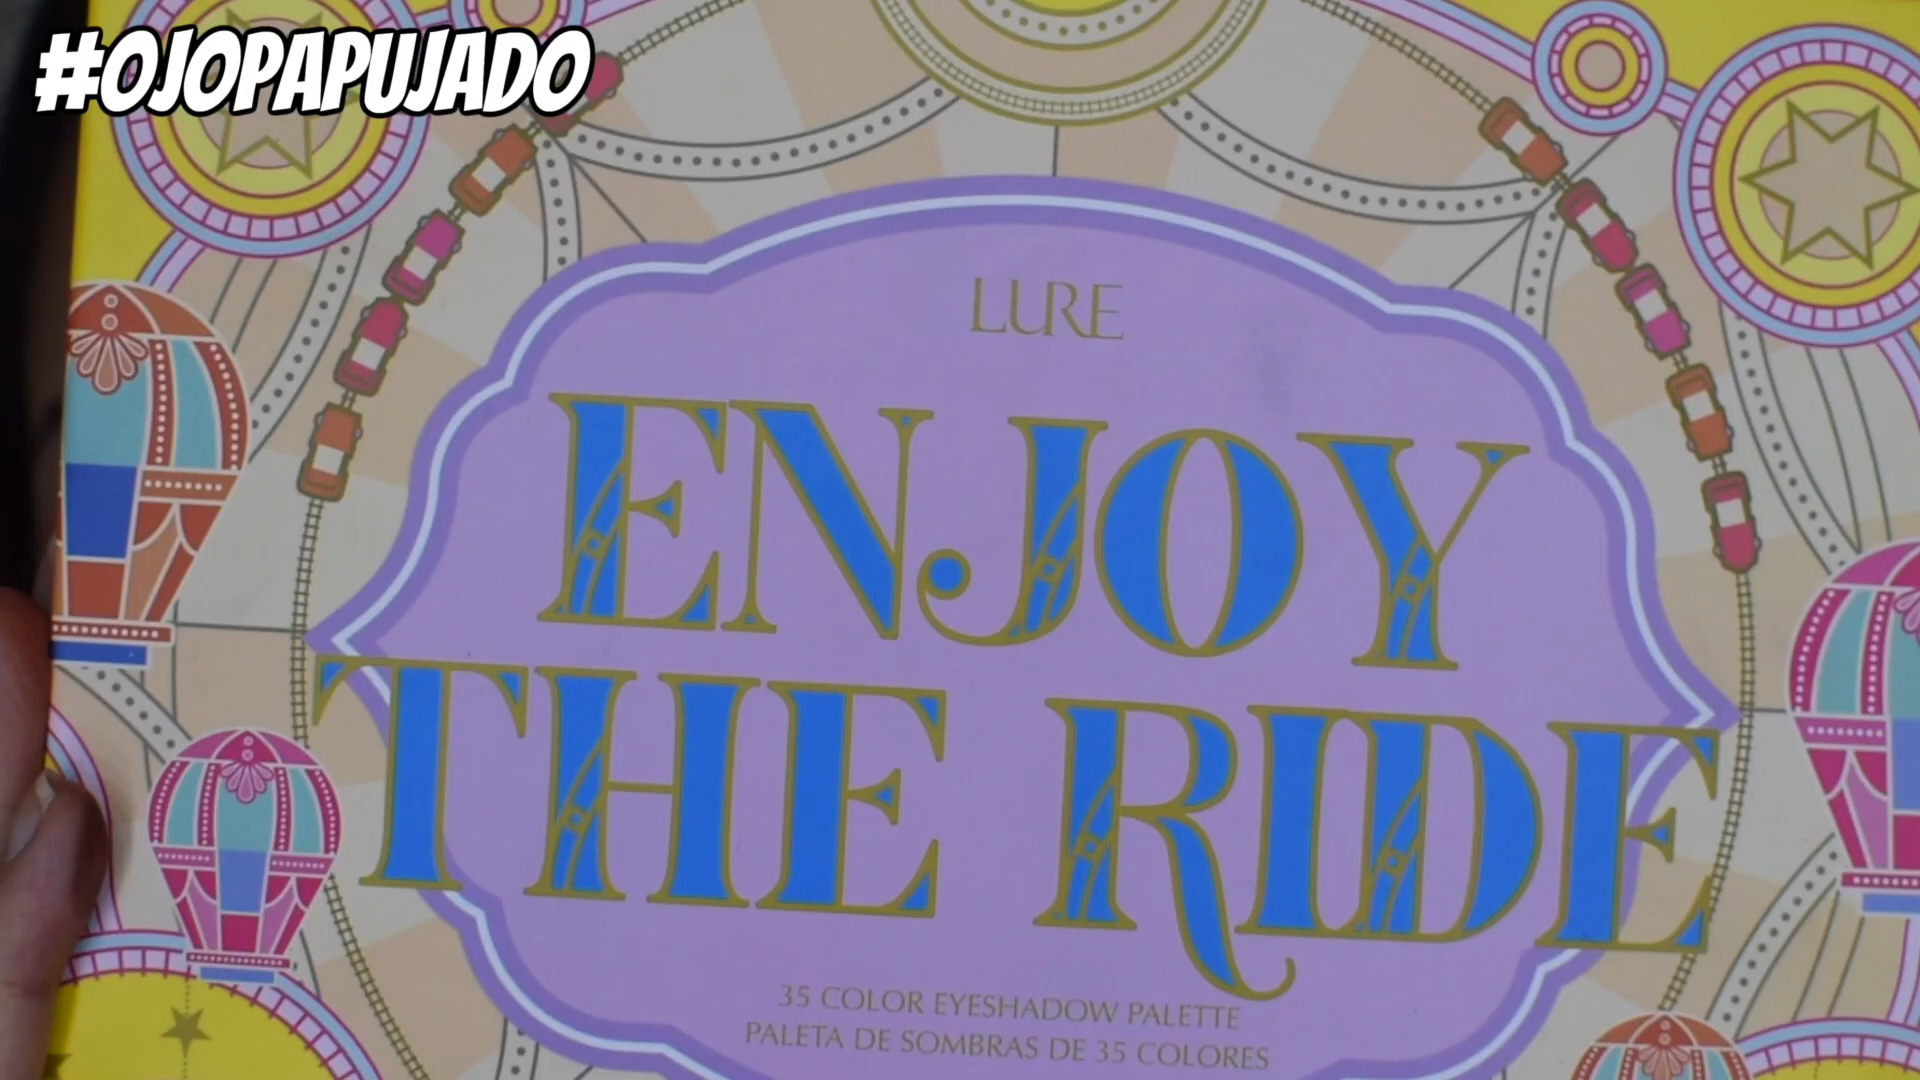 #OJOPAPUJADO
LURE
ENJOY
THE RIDE
35 COLOR EYESHADOW PALETTE
PALETA DE SOMBRAS DE 35 COLORES